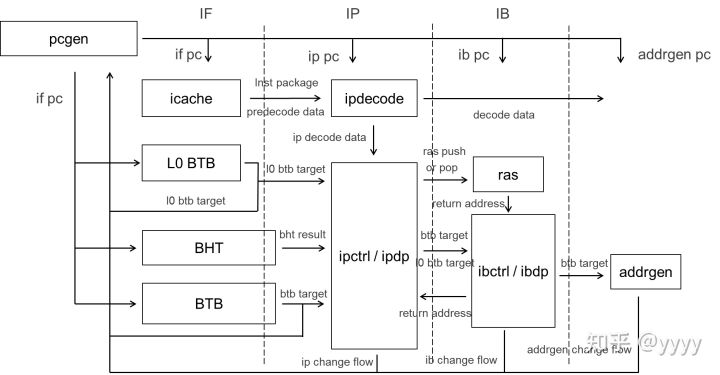 IF
IP
IB
pcgen
if pc
ip pc
ib pc
addrgen pc
if pc
icache
Inst package
predecode data
ipdecode
decode data
ip decode data
L0 BTB
l0 btb target
l0 btb target
ras push
or pop
ras
return address
BHT
bht result
ipctrl / ipdp
btb target
l0 btb target
ibctrl / ibdp
btb target
addrgen
BTB
btb target
return address
ip change flow
ib change flow
addrgen change flow
知乎 @yyyy